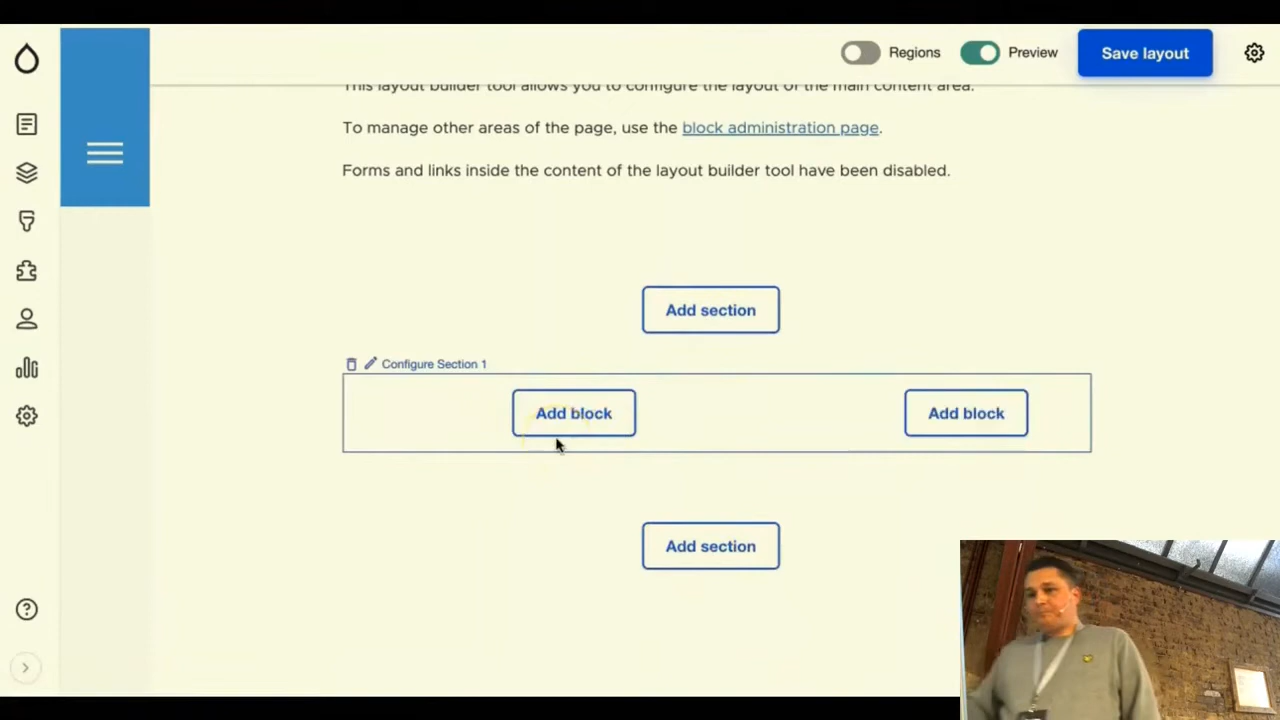 Regions
Preview
Save layout
This layout builder tool allows you to configure the layout of the main content area.
To manage other areas of the page, use the block administration page.
Forms and links inside the content of the layout builder tool have been disabled.
Add section
Configure Section 1
Add block
Add block
Add section